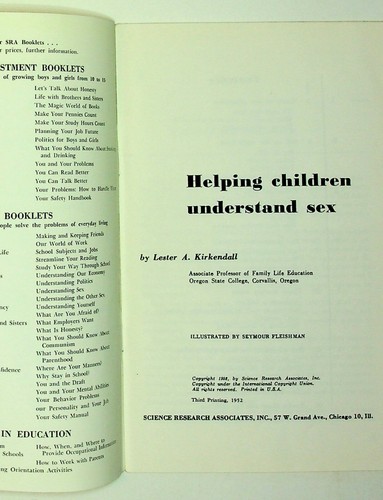 r SRA Booklets . . .
r prices, further information.
STMENT BOOKLETS
of growing boys and girls from 10 to 15
Let's Talk About Honesty
Life with Brothers and Sisters
The Magic World of Books
Make Your Pennies Count
Make Your Study Hours Count
Planning Your Job Future
Politics for Boys and Girls
What You Should Know About Smoking
and Drinking
You and Your Problems
You Can Read Better
You Can Talk Better
Your Problems: How to Handle
Your Safety Handbook
BOOKLETS
ople solve the problems of everyday living
Making and Keeping Friends
Our World of Work
Life School Subjects and Jobs
Streamline Your Reading
Study Your Way Through School
Understanding Our Economy
Understanding Politics
Understanding Sex
Understanding the Other Sex
ncy Understanding Yourself
What Are You Afraid of?
and Sisters What Employers Want
What Is Honesty?
What You Should Know About
Communism
What You Should Know About
Parenthood
fidence Where Are Your Manners?
Why Stay in School?
You and the Draft
You and Your Mental Abilities
Your Behavior Problems
our Personality and Your Job
Your Safety Manual
IN EDUCATION
m How, When, and Where to
Schools Provide Occupational Information
How to Work with Parents
ng Orientation Activities
Helping children
understand sex
by Lester A. Kirkendall
Associate Professor of Family Life Education
Oregon State College, Corvallis, Oregon
ILLUSTRATED BY SEYMOUR FLEISHMAN
Copyright by Science Research Associates, Inc.
Copyright under the International Copyright Union.
All rights reserved. Printed in U.S.A.
Third Printing, 1952
SCIENCE RESEARCH ASSOCIATES, INC., 57 W. Grand Ave., Chicago 10, Ill.